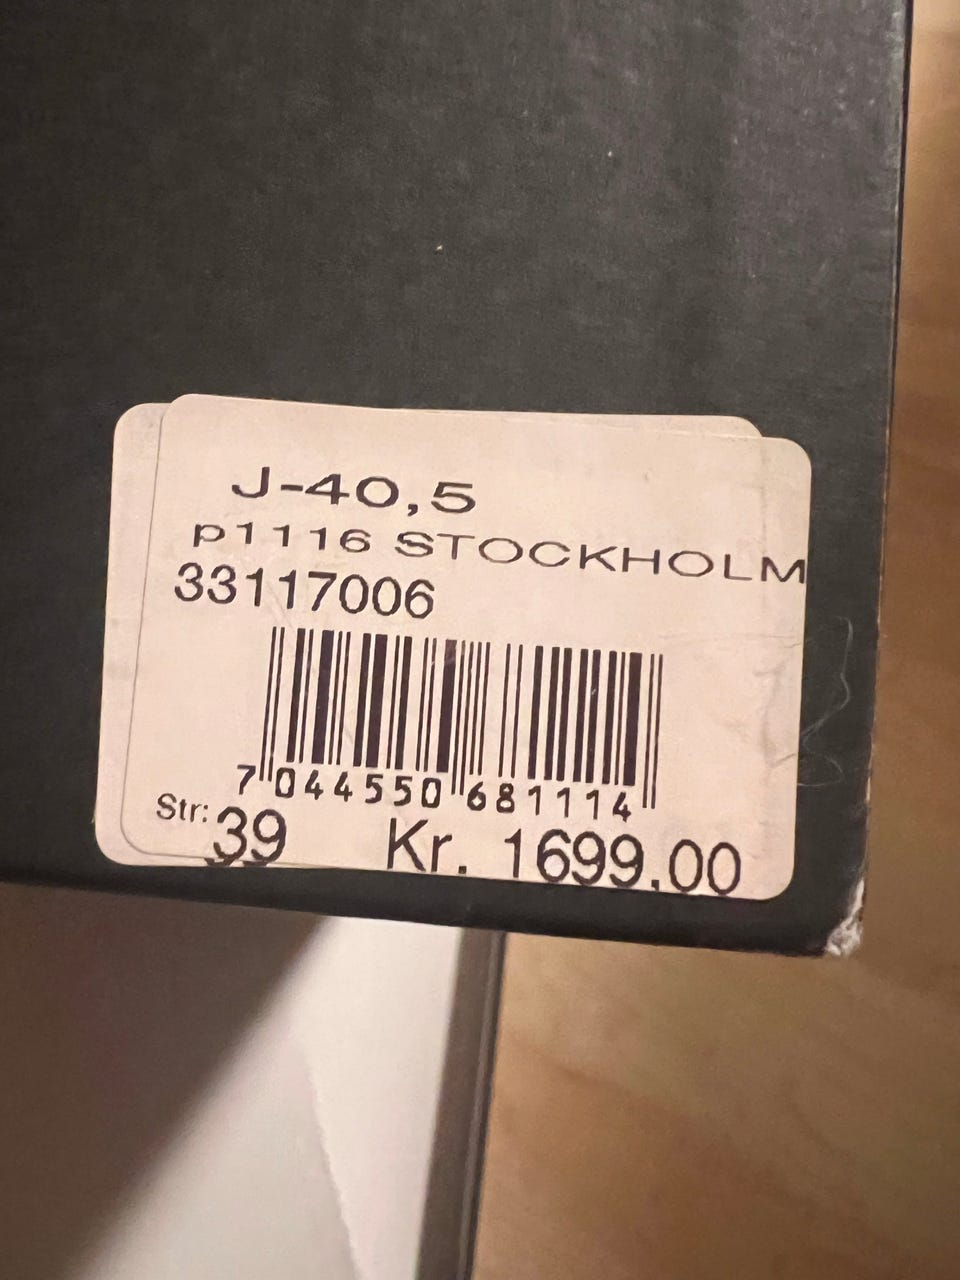 J-40,5
p1116 STOCKHOLM
33117006
7 044550 681114
Str: 39 Kr. 1699.00